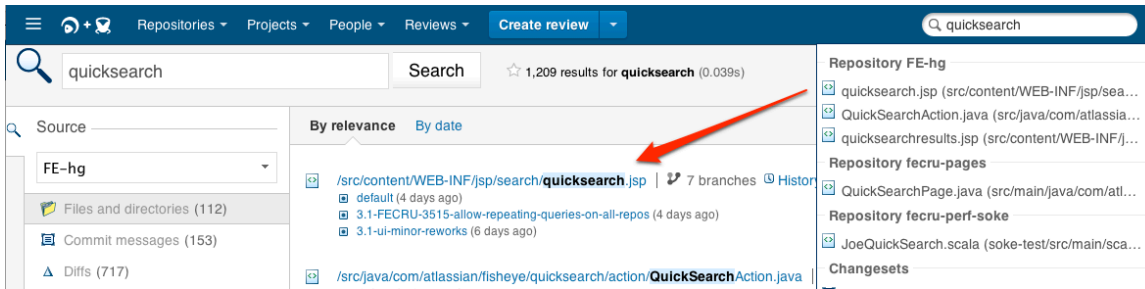 Repositories Projects People Reviews Create review quicksearch
quicksearch Search 1,209 results for quicksearch (0.039s)
Source
FE-hg
Files and directories (112)
Commit messages (153)
Diffs (717)
By relevance By date
/src/content/WEB-INF/jsp/search/quicksearch.jsp | 7 branches History
default (4 days ago)
3.1-FECRU-3515-allow-repeating-queries-on-all-repos (4 days ago)
3.1-ui-minor-reworks (6 days ago)
/src/java/com/atlassian/fisheye/quicksearch/action/QuickSearchAction.java |
Repository FE-hg
quicksearch.jsp (src/content/WEB-INF/jsp/sea...
QuickSearchAction.java (src/java/com/atlassia...
quicksearchresults.jsp (src/content/WEB-INF/j...
Repository fecru-pages
QuickSearchPage.java (src/main/java/com/atl...
Repository fecru-perf-soke
JoeQuickSearch.scala (soke-test/src/main/sca...
Changesets